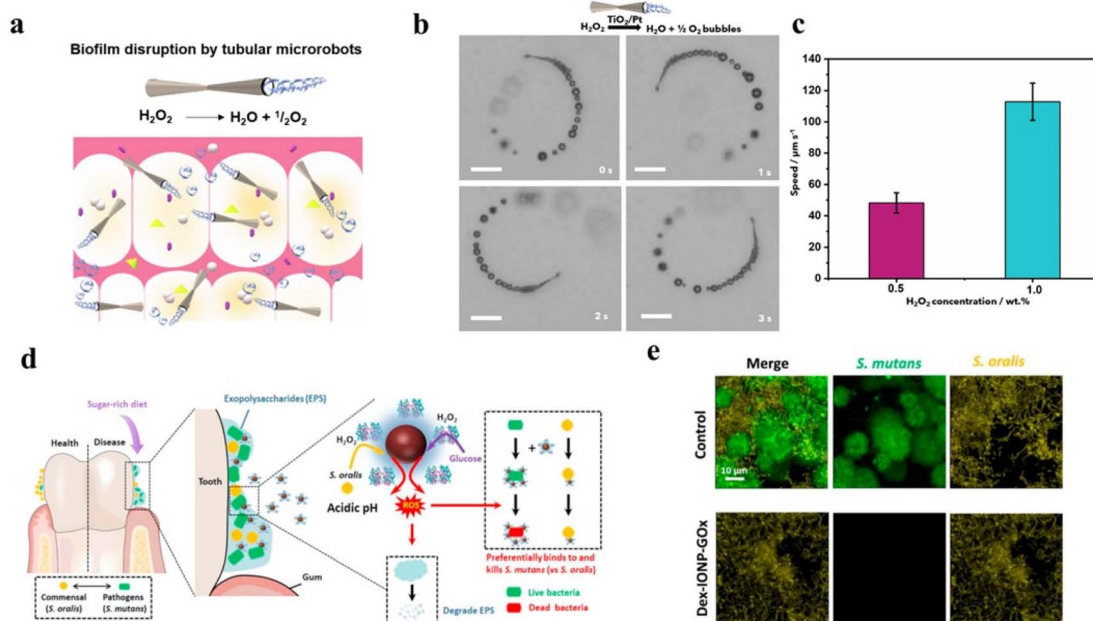 a
Biofilm disruption by tubular microrobots
H₂O₂ → H₂O + ¹/₂O₂
b
TiO₂/Pt
H₂O₂ → H₂O + ½ O₂ bubbles
0 s
1 s
2 s
3 s
c
140
120
100
80
60
40
20
0
Speed / µm s⁻¹
0.5
1.0
H₂O₂ concentration / wt.%
d
Sugar-rich diet
Health
Disease
Commensal
(S. oralis)
Pathogens
(S. mutans)
Exopolysaccharides (EPS)
Tooth
Gum
H₂O₂
H₂O₂
Glucose
S. oralis
Acidic pH
ROS
Degrade EPS
+
Preferentially binds to and
kills S. mutans (vs S. oralis)
Live bacteria
Dead bacteria
e
Merge
S. mutans
S. oralis
Control
10 µm
Dex-IONP-GOx